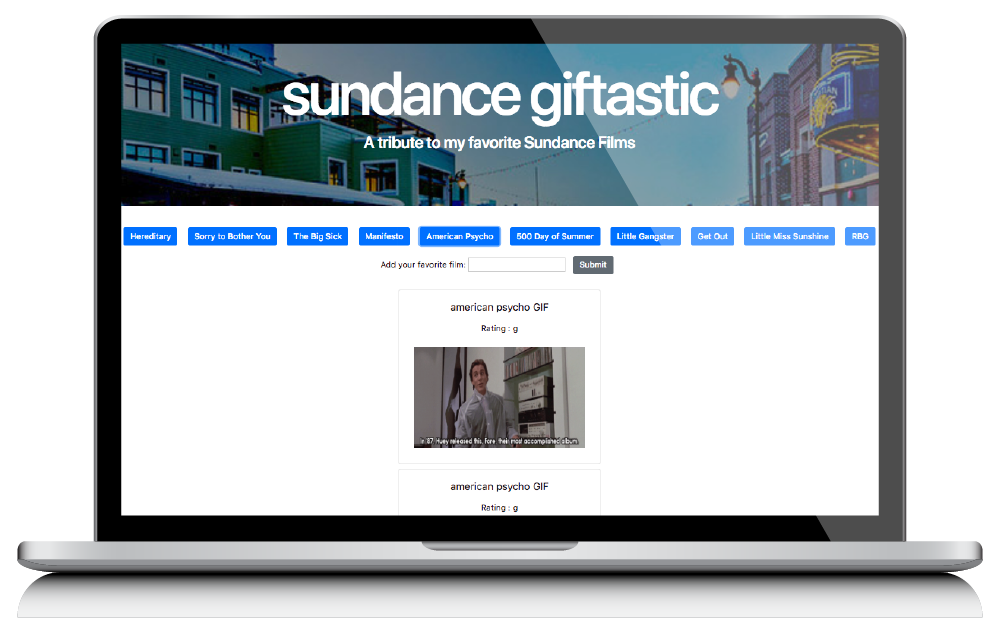 sundance giftastic
A tribute to my favorite Sundance Films
Hereditary Sorry to Bother You The Big Sick Manifesto American Psycho 500 Day of Summer Little Gangster Get Out Little Miss Sunshine RBG
Add your favorite film: Submit
american psycho GIF
Rating : g
In '87 Huey released this, Fore, their most accomplished album.
american psycho GIF
Rating : g